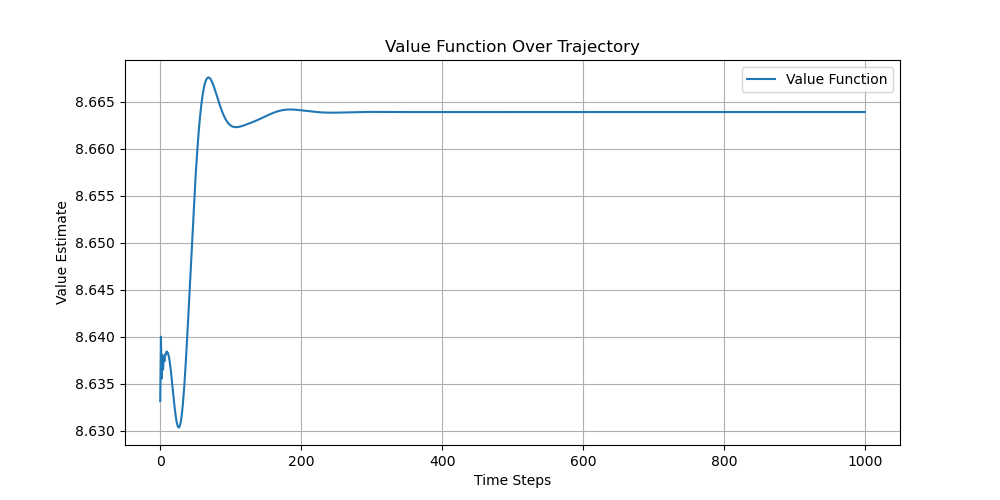 Value Function Over Trajectory
Value Function
8.665
8.660
8.655
8.650
8.645
8.640
8.635
8.630
Value Estimate
0 200 400 600 800 1000
Time Steps